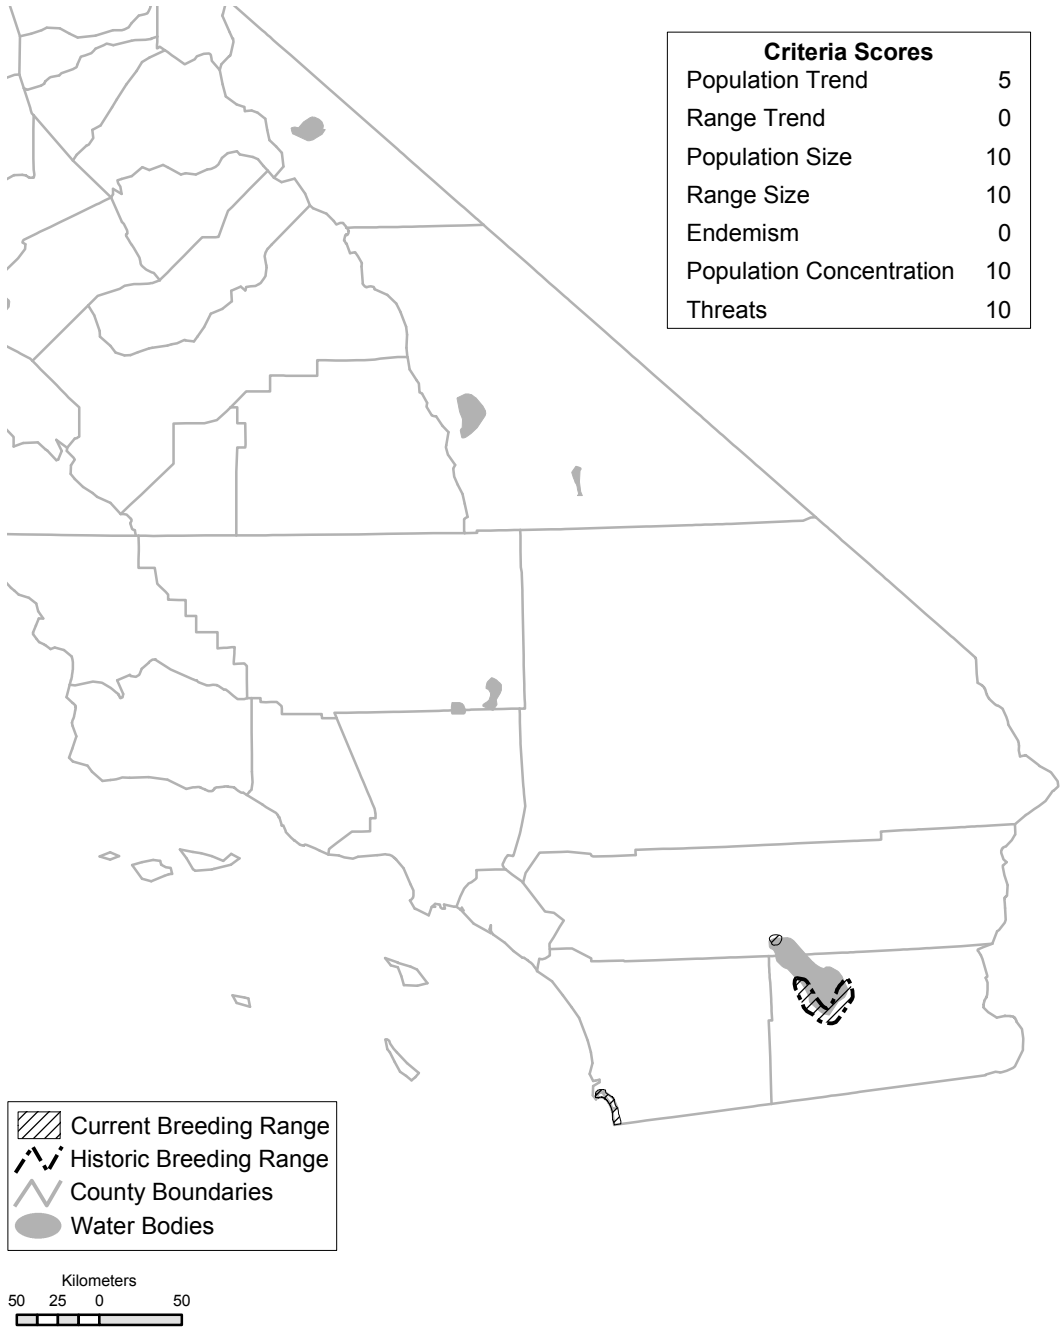 Criteria Scores
Population Trend 5
Range Trend 0
Population Size 10
Range Size 10
Endemism 0
Population Concentration 10
Threats 10
Current Breeding Range
Historic Breeding Range
County Boundaries
Water Bodies
Kilometers
50 25 0 50